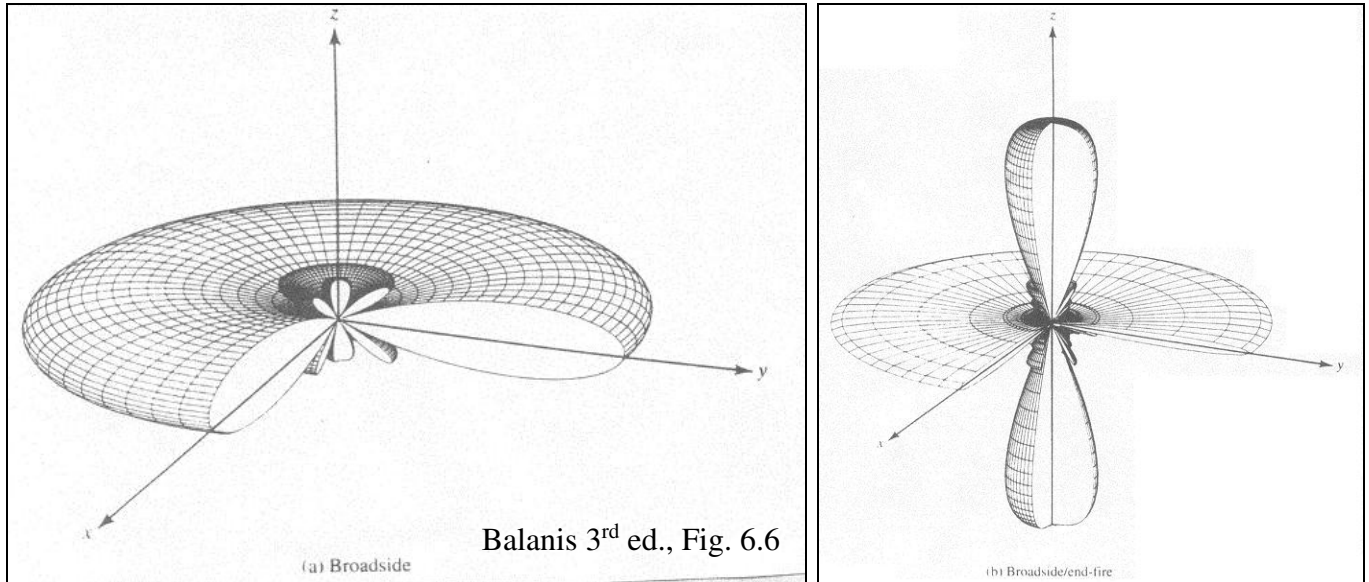 z
y
x
Balanis 3rd ed., Fig. 6.6
(a) Broadside
z
y
x
(b) Broadside/end-fire